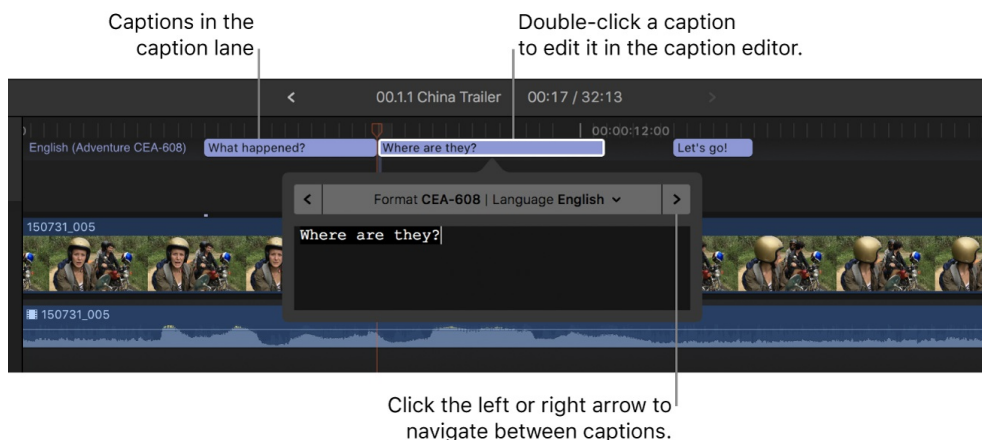 Captions in the
caption lane
Double-click a caption
to edit it in the caption editor.
00.1.1 China Trailer 00:17 / 32:13
00:00:12:00
English (Adventure CEA-608) What happened? Where are they? Let's go!
Format CEA-608 | Language English
Where are they?
150731_005
150731_005
Click the left or right arrow to
navigate between captions.